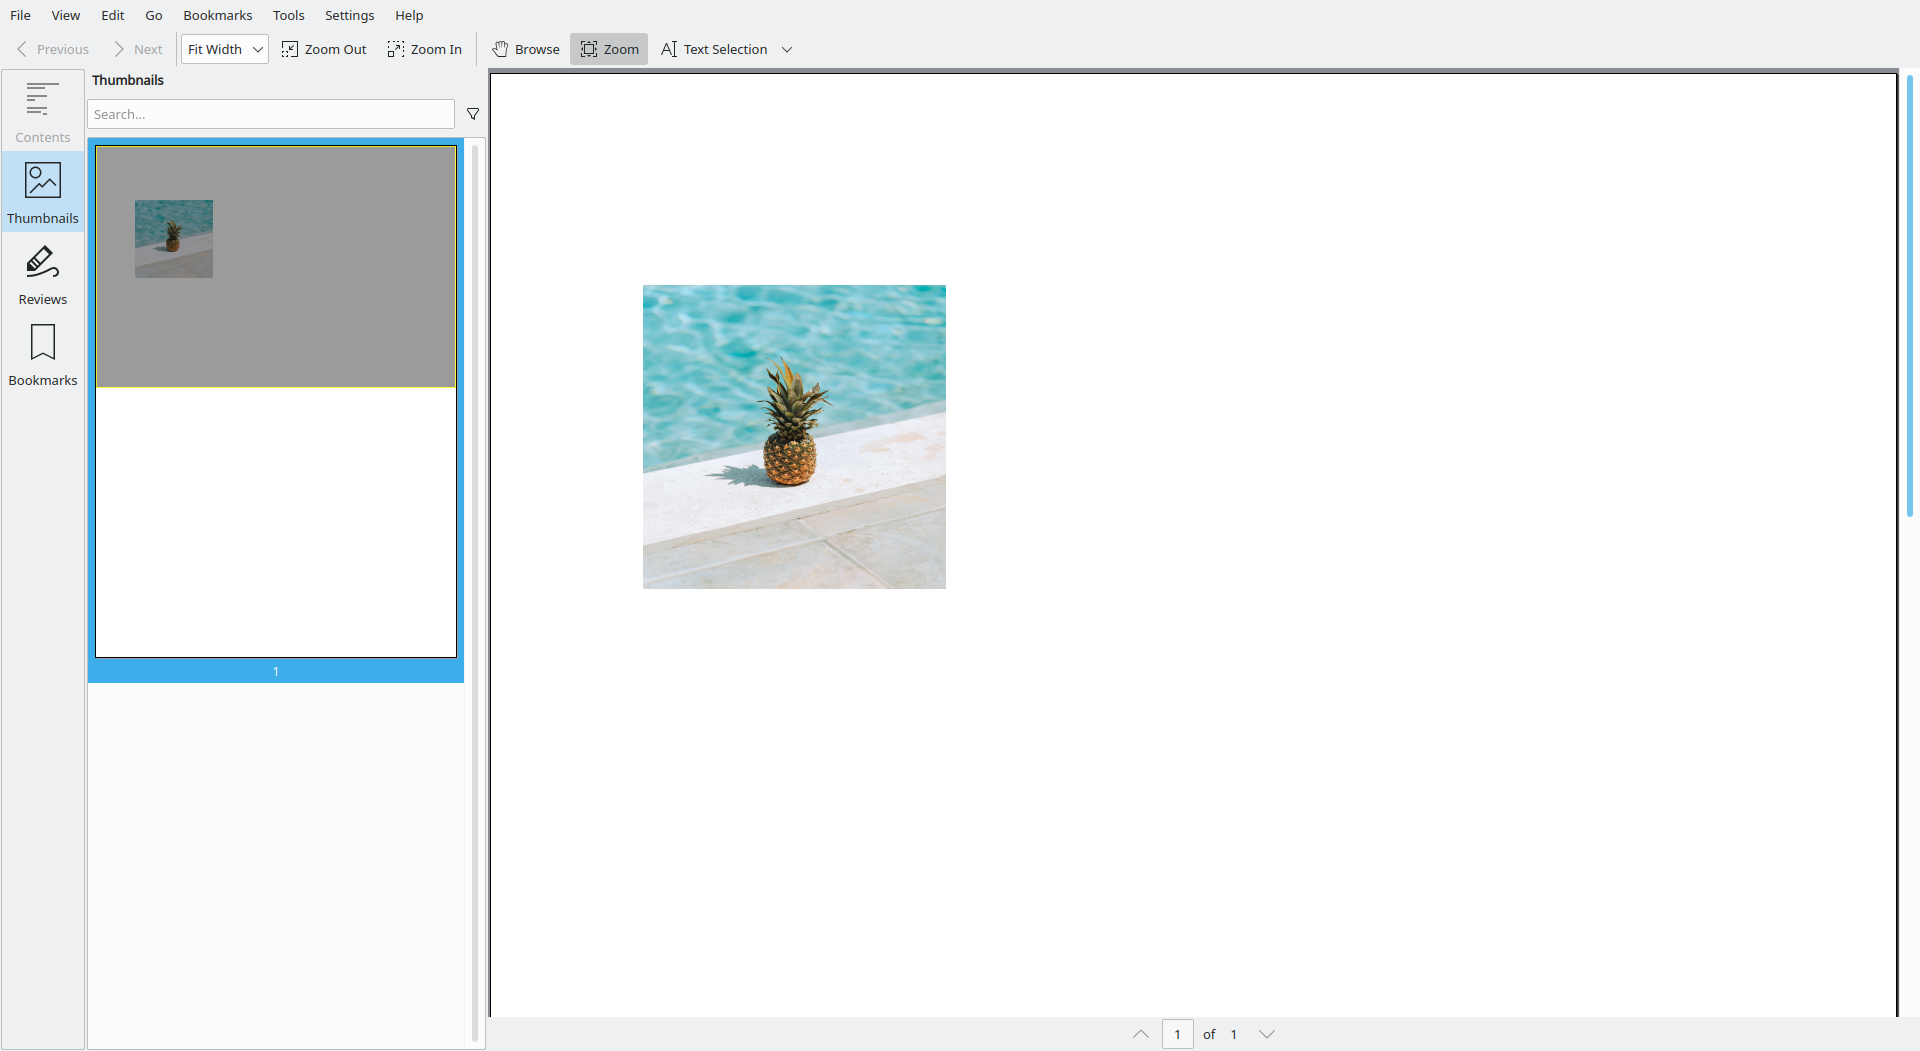 File View Edit Go Bookmarks Tools Settings Help
Previous Next Fit Width Zoom Out Zoom In Browse Zoom Text Selection
Thumbnails
Search...
Contents
Thumbnails
Reviews
Bookmarks
1
1 of 1